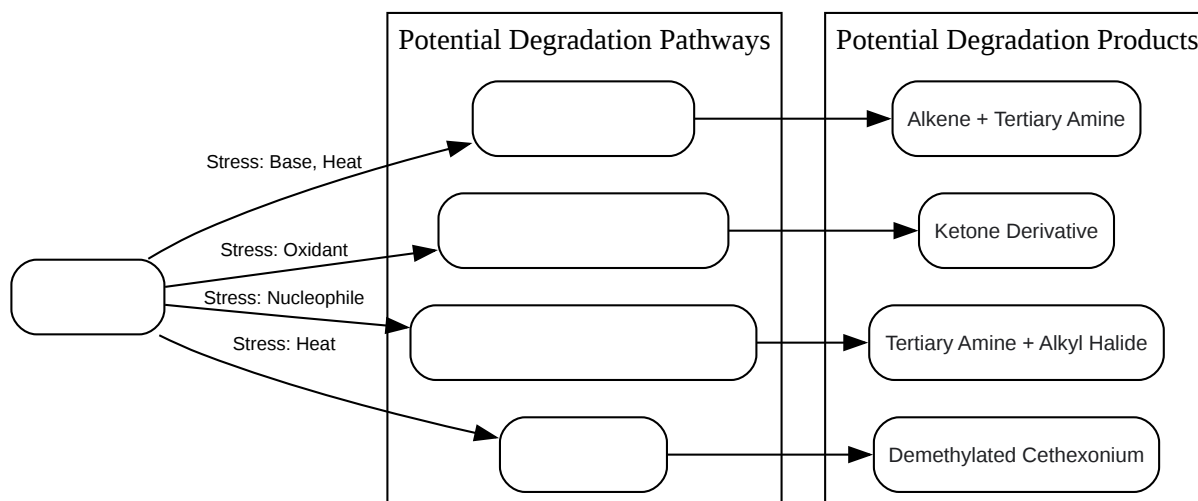 Potential Degradation Pathways
Potential Degradation Products
Alkene + Tertiary Amine
Stress: Base, Heat
Ketone Derivative
Stress: Oxidant
Stress: Nucleophile
Tertiary Amine + Alkyl Halide
Stress: Heat
Demethylated Cethexonium